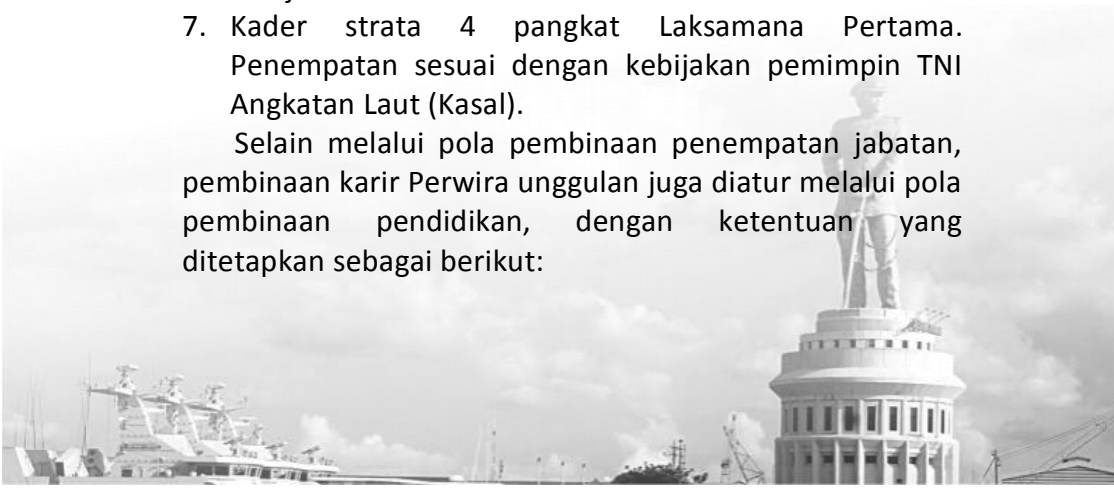 7. Kader strata 4 pangkat Laksamana Pertama.
Penempatan sesuai dengan kebijakan pemimpin TNI
Angkatan Laut (Kasal).
Selain melalui pola pembinaan penempatan jabatan,
pembinaan karir Perwira unggulan juga diatur melalui pola
pembinaan pendidikan, dengan ketentuan yang
ditetapkan sebagai berikut: